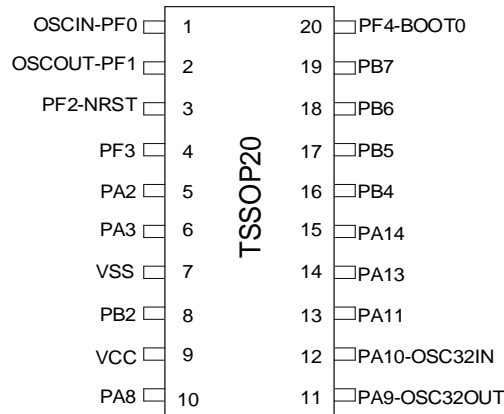 OSCIN-PF0 1 20 PF4-BOOT0
OSCOUT-PF1 2 19 PB7
PF2-NRST 3 18 PB6
PF3 4 17 PB5
PA2 5 16 PB4
PA3 6 15 PA14
VSS 7 14 PA13
PB2 8 13 PA11
VCC 9 12 PA10-OSC32IN
PA8 10 11 PA9-OSC32OUT
TSSOP20